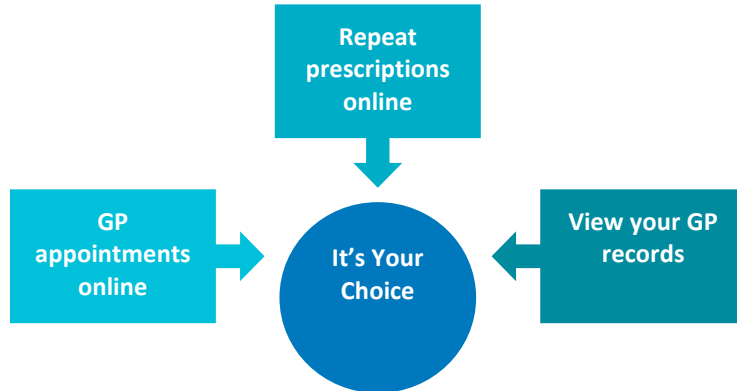 Repeat
prescriptions
online
GP
appointments
online
It’s Your
Choice
View your GP
records